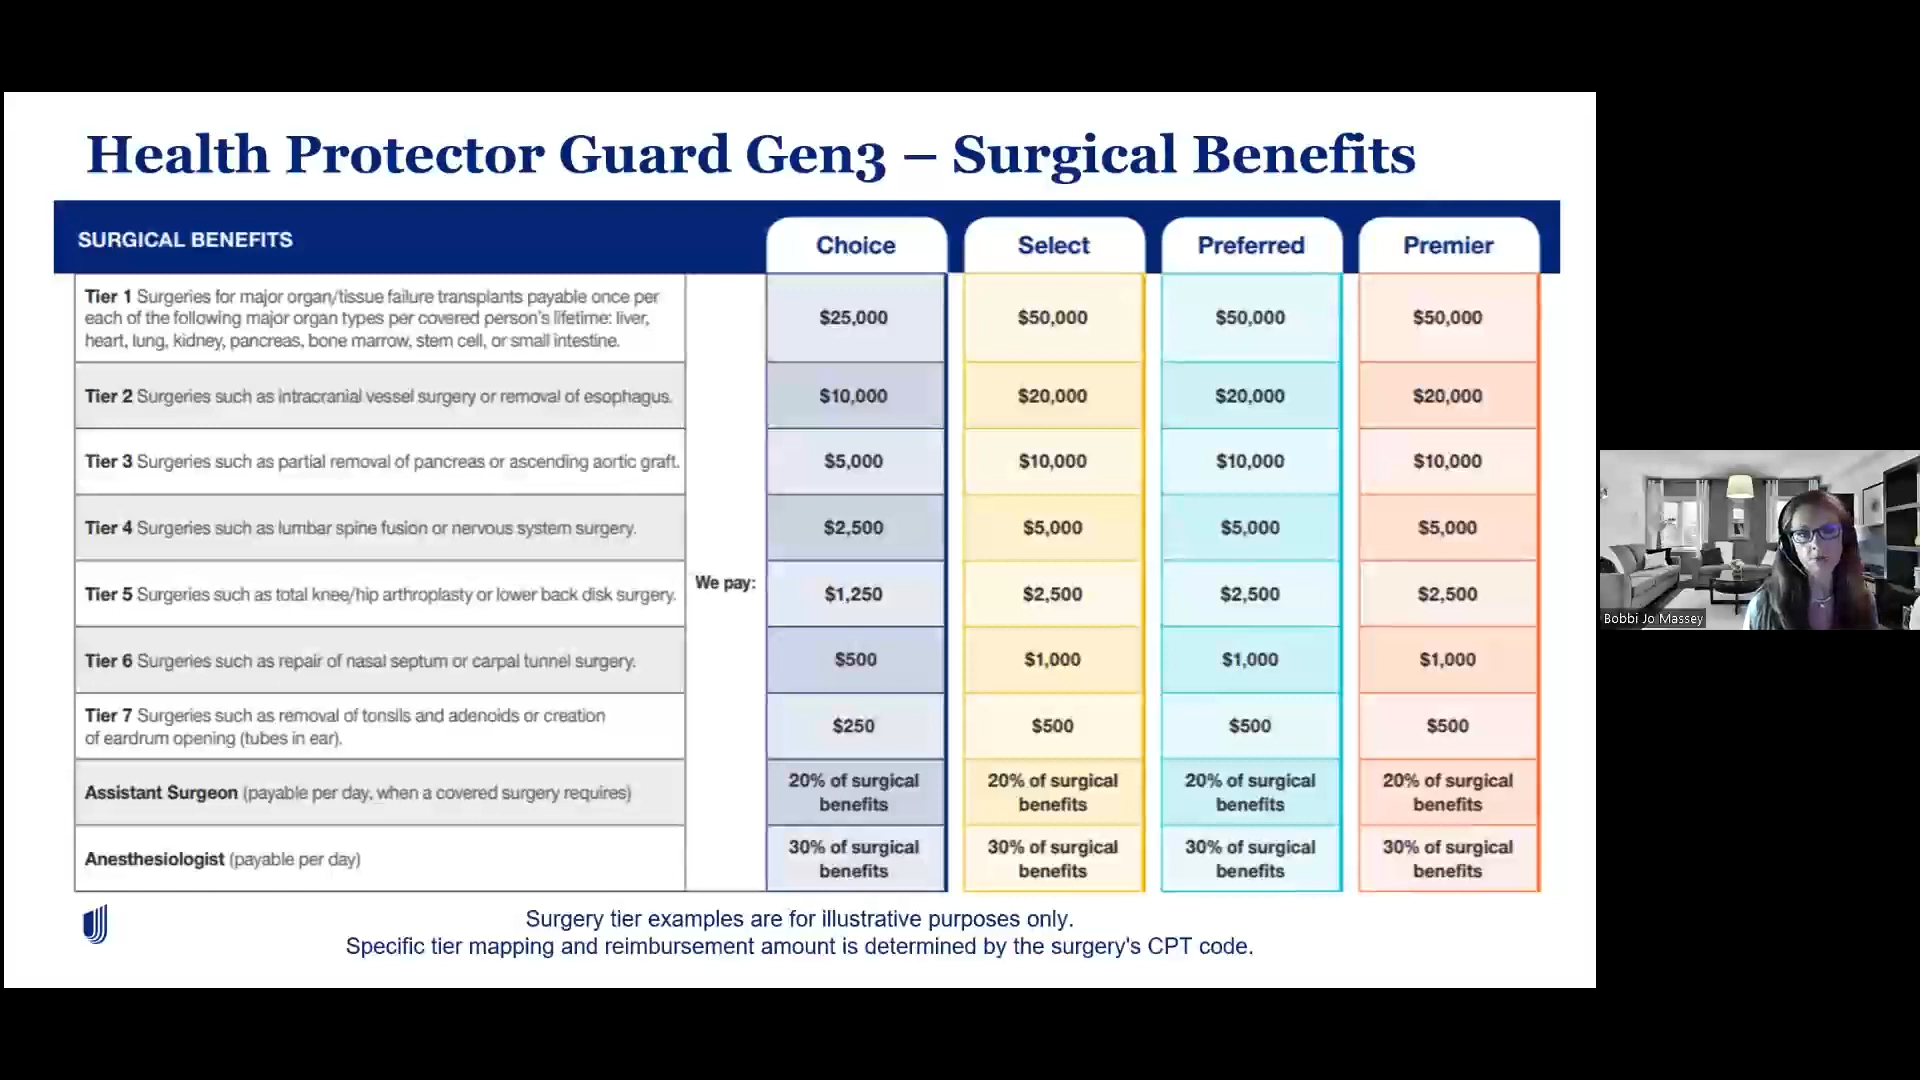 Health Protector Guard Gen3 – Surgical Benefits
SURGICAL BENEFITS
Choice
Select
Preferred
Premier
Tier 1 Surgeries for major organ/tissue failure transplants payable once per
each of the following major organ types per covered person's lifetime: liver,
heart, lung, kidney, pancreas, bone marrow, stem cell, or small intestine.
$25,000
$50,000
$50,000
$50,000
Tier 2 Surgeries such as intracranial vessel surgery or removal of esophagus.
$10,000
$20,000
$20,000
$20,000
Tier 3 Surgeries such as partial removal of pancreas or ascending aortic graft.
$5,000
$10,000
$10,000
$10,000
Tier 4 Surgeries such as lumbar spine fusion or nervous system surgery.
$2,500
$5,000
$5,000
$5,000
Tier 5 Surgeries such as total knee/hip arthroplasty or lower back disk surgery.
We pay:
$1,250
$2,500
$2,500
$2,500
Tier 6 Surgeries such as repair of nasal septum or carpal tunnel surgery.
$500
$1,000
$1,000
$1,000
Tier 7 Surgeries such as removal of tonsils and adenoids or creation
of eardrum opening (tubes in ear).
$250
$500
$500
$500
Assistant Surgeon (payable per day, when a covered surgery requires)
20% of surgical
benefits
20% of surgical
benefits
20% of surgical
benefits
20% of surgical
benefits
Anesthesiologist (payable per day)
30% of surgical
benefits
30% of surgical
benefits
30% of surgical
benefits
30% of surgical
benefits
Surgery tier examples are for illustrative purposes only.
Specific tier mapping and reimbursement amount is determined by the surgery's CPT code.
Bobbi Jo Massey